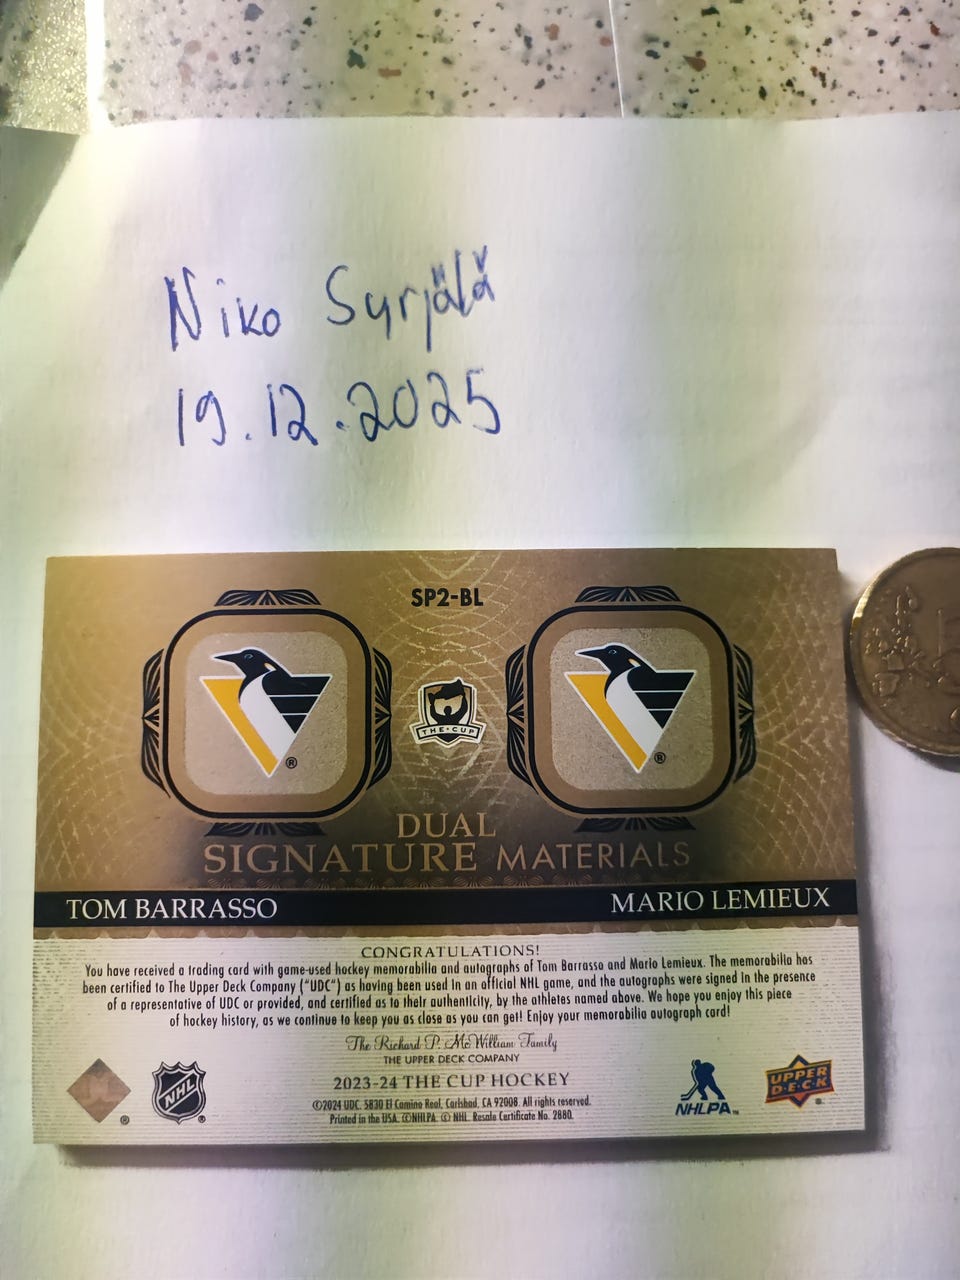 Niko Syrjälä
19.12.2025
SP2-BL
THE CUP
®
®
DUAL
SIGNATURE MATERIALS
TOM BARRASSO
MARIO LEMIEUX
CONGRATULATIONS!
You have received a trading card with game-used hockey memorabilia and autographs of Tom Barrasso and Mario Lemieux. The memorabilia has
been certified to The Upper Deck Company ("UDC") as having been used in an official NHL game, and the autographs were signed in the presence
of a representative of UDC or provided, and certified as to their authenticity, by the athletes named above. We hope you enjoy this piece
of hockey history, as we continue to keep you as close as you can get! Enjoy your memorabilia autograph card!
The Richard P. McWilliam Family
THE UPPER DECK COMPANY
2023-24 THE CUP HOCKEY
©2024 UDC. 5830 El Camino Real, Carlsbad, CA 92008. All rights reserved.
Printed in the USA. ©NHLPA. © NHL. Resale Certificate No. 2880.
®
NHL
®
NHLPA™
UPPER
D·E·C·K
®